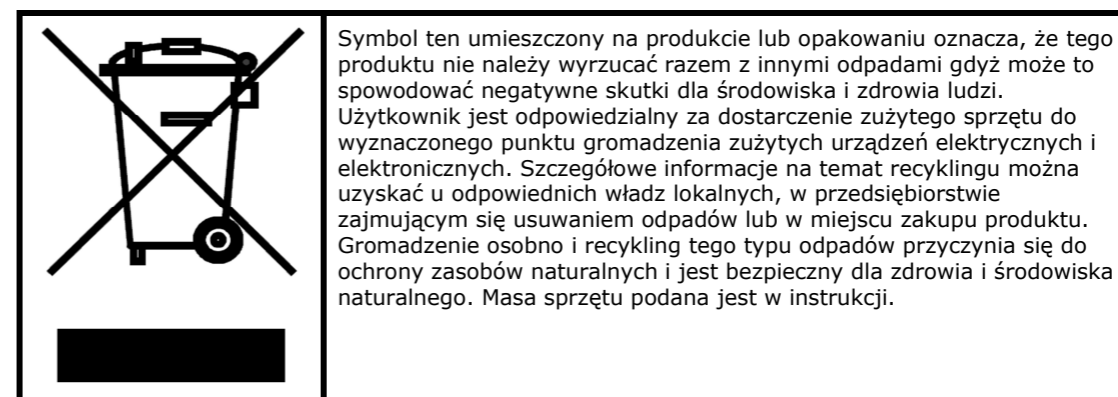 Symbol ten umieszczony na produkcie lub opakowaniu oznacza, że tego
produktu nie należy wyrzucać razem z innymi odpadami gdyż może to
spowodować negatywne skutki dla środowiska i zdrowia ludzi.
Użytkownik jest odpowiedzialny za dostarczenie zużytego sprzętu do
wyznaczonego punktu gromadzenia zużytych urządzeń elektrycznych i
elektronicznych. Szczegółowe informacje na temat recyklingu można
uzyskać u odpowiednich władz lokalnych, w przedsiębiorstwie
zajmującym się usuwaniem odpadów lub w miejscu zakupu produktu.
Gromadzenie osobno i recykling tego typu odpadów przyczynia się do
ochrony zasobów naturalnych i jest bezpieczny dla zdrowia i środowiska
naturalnego. Masa sprzętu podana jest w instrukcji.